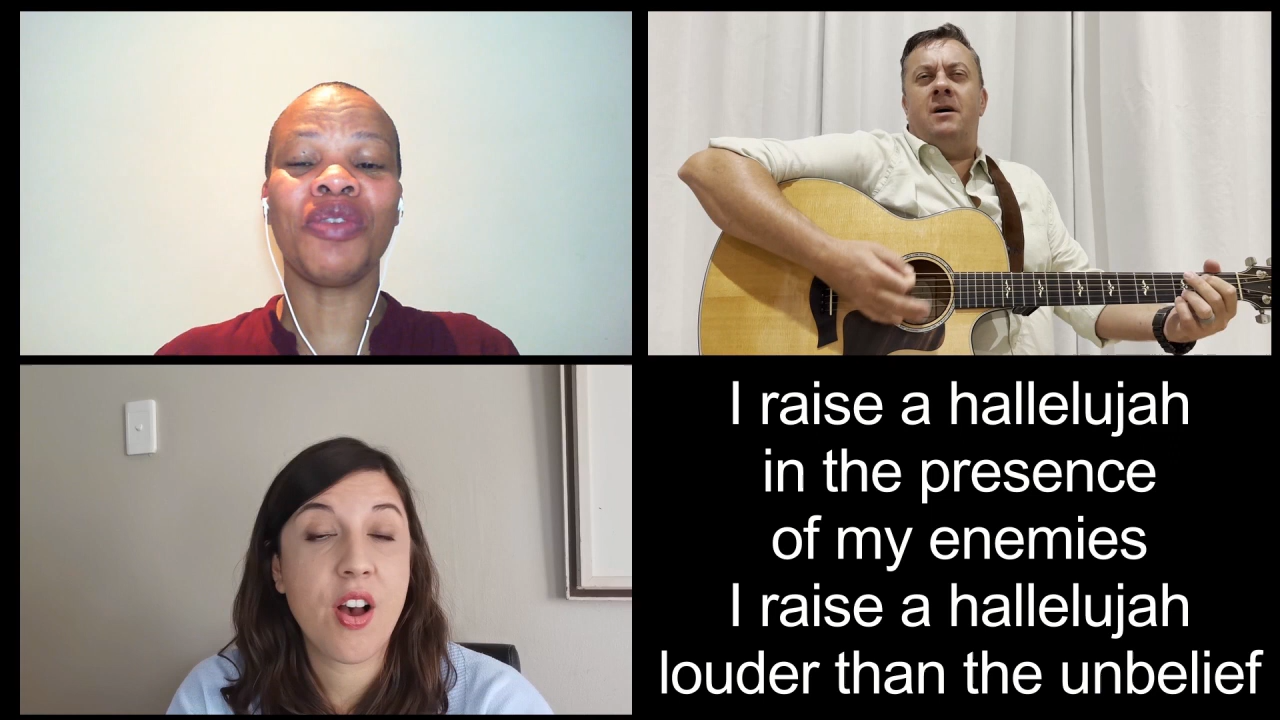 I raise a hallelujah
in the presence
of my enemies
I raise a hallelujah
louder than the unbelief